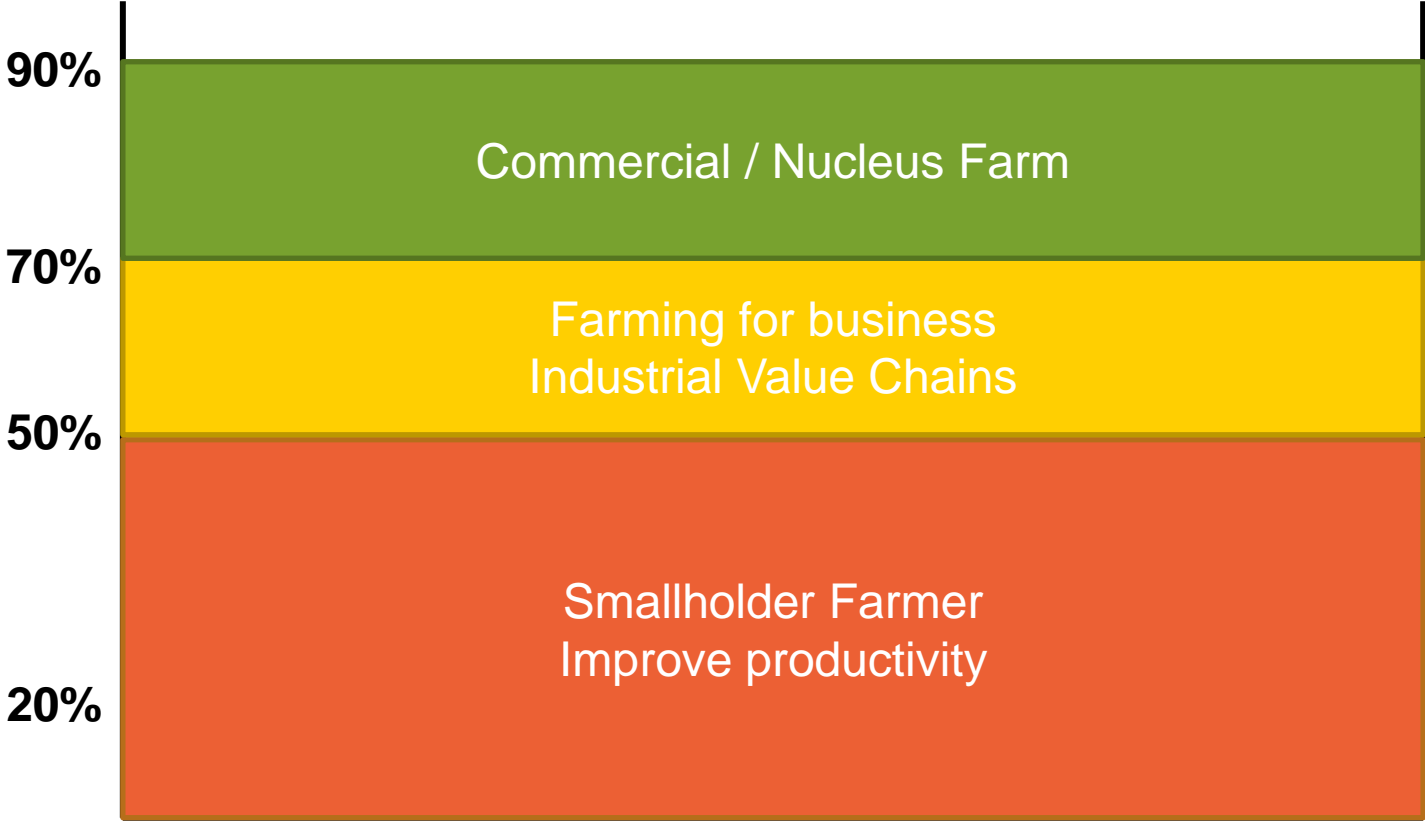 90%
Commercial / Nucleus Farm
70%
Farming for business
Industrial Value Chains
50%
Smallholder Farmer
Improve productivity
20%